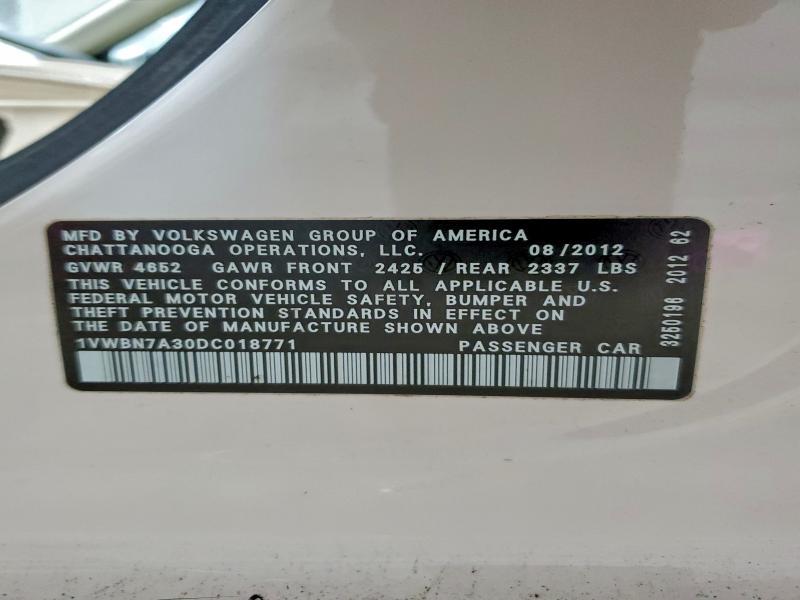 MFD BY VOLKSWAGEN GROUP OF AMERICA
CHATTANOOGA OPERATIONS, LLC. 08/2012
GVWR 4652 GAWR FRONT 2425 / REAR 2337 LBS
THIS VEHICLE CONFORMS TO ALL APPLICABLE U.S.
FEDERAL MOTOR VEHICLE SAFETY, BUMPER AND
THEFT PREVENTION STANDARDS IN EFFECT ON
THE DATE OF MANUFACTURE SHOWN ABOVE.
1VWBN7A30DC018771 PASSENGER CAR
3250198 2012 62